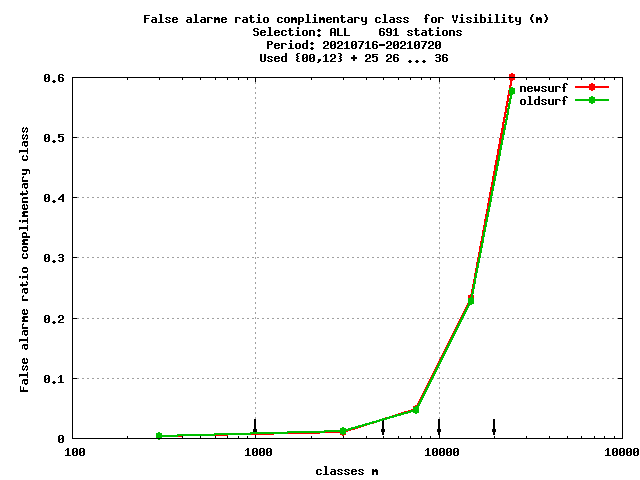 False alarme ratio complimentary class  for Visibility (m)
Selection: ALL    691 stations
Period: 20210716-20210720
Used {00,12} + 25 26 ... 36
False alarme ratio complimentary class
0.6
0.5
0.4
0.3
0.2
0.1
0
newsurf
oldsurf
100
1000
10000
10000
classes m